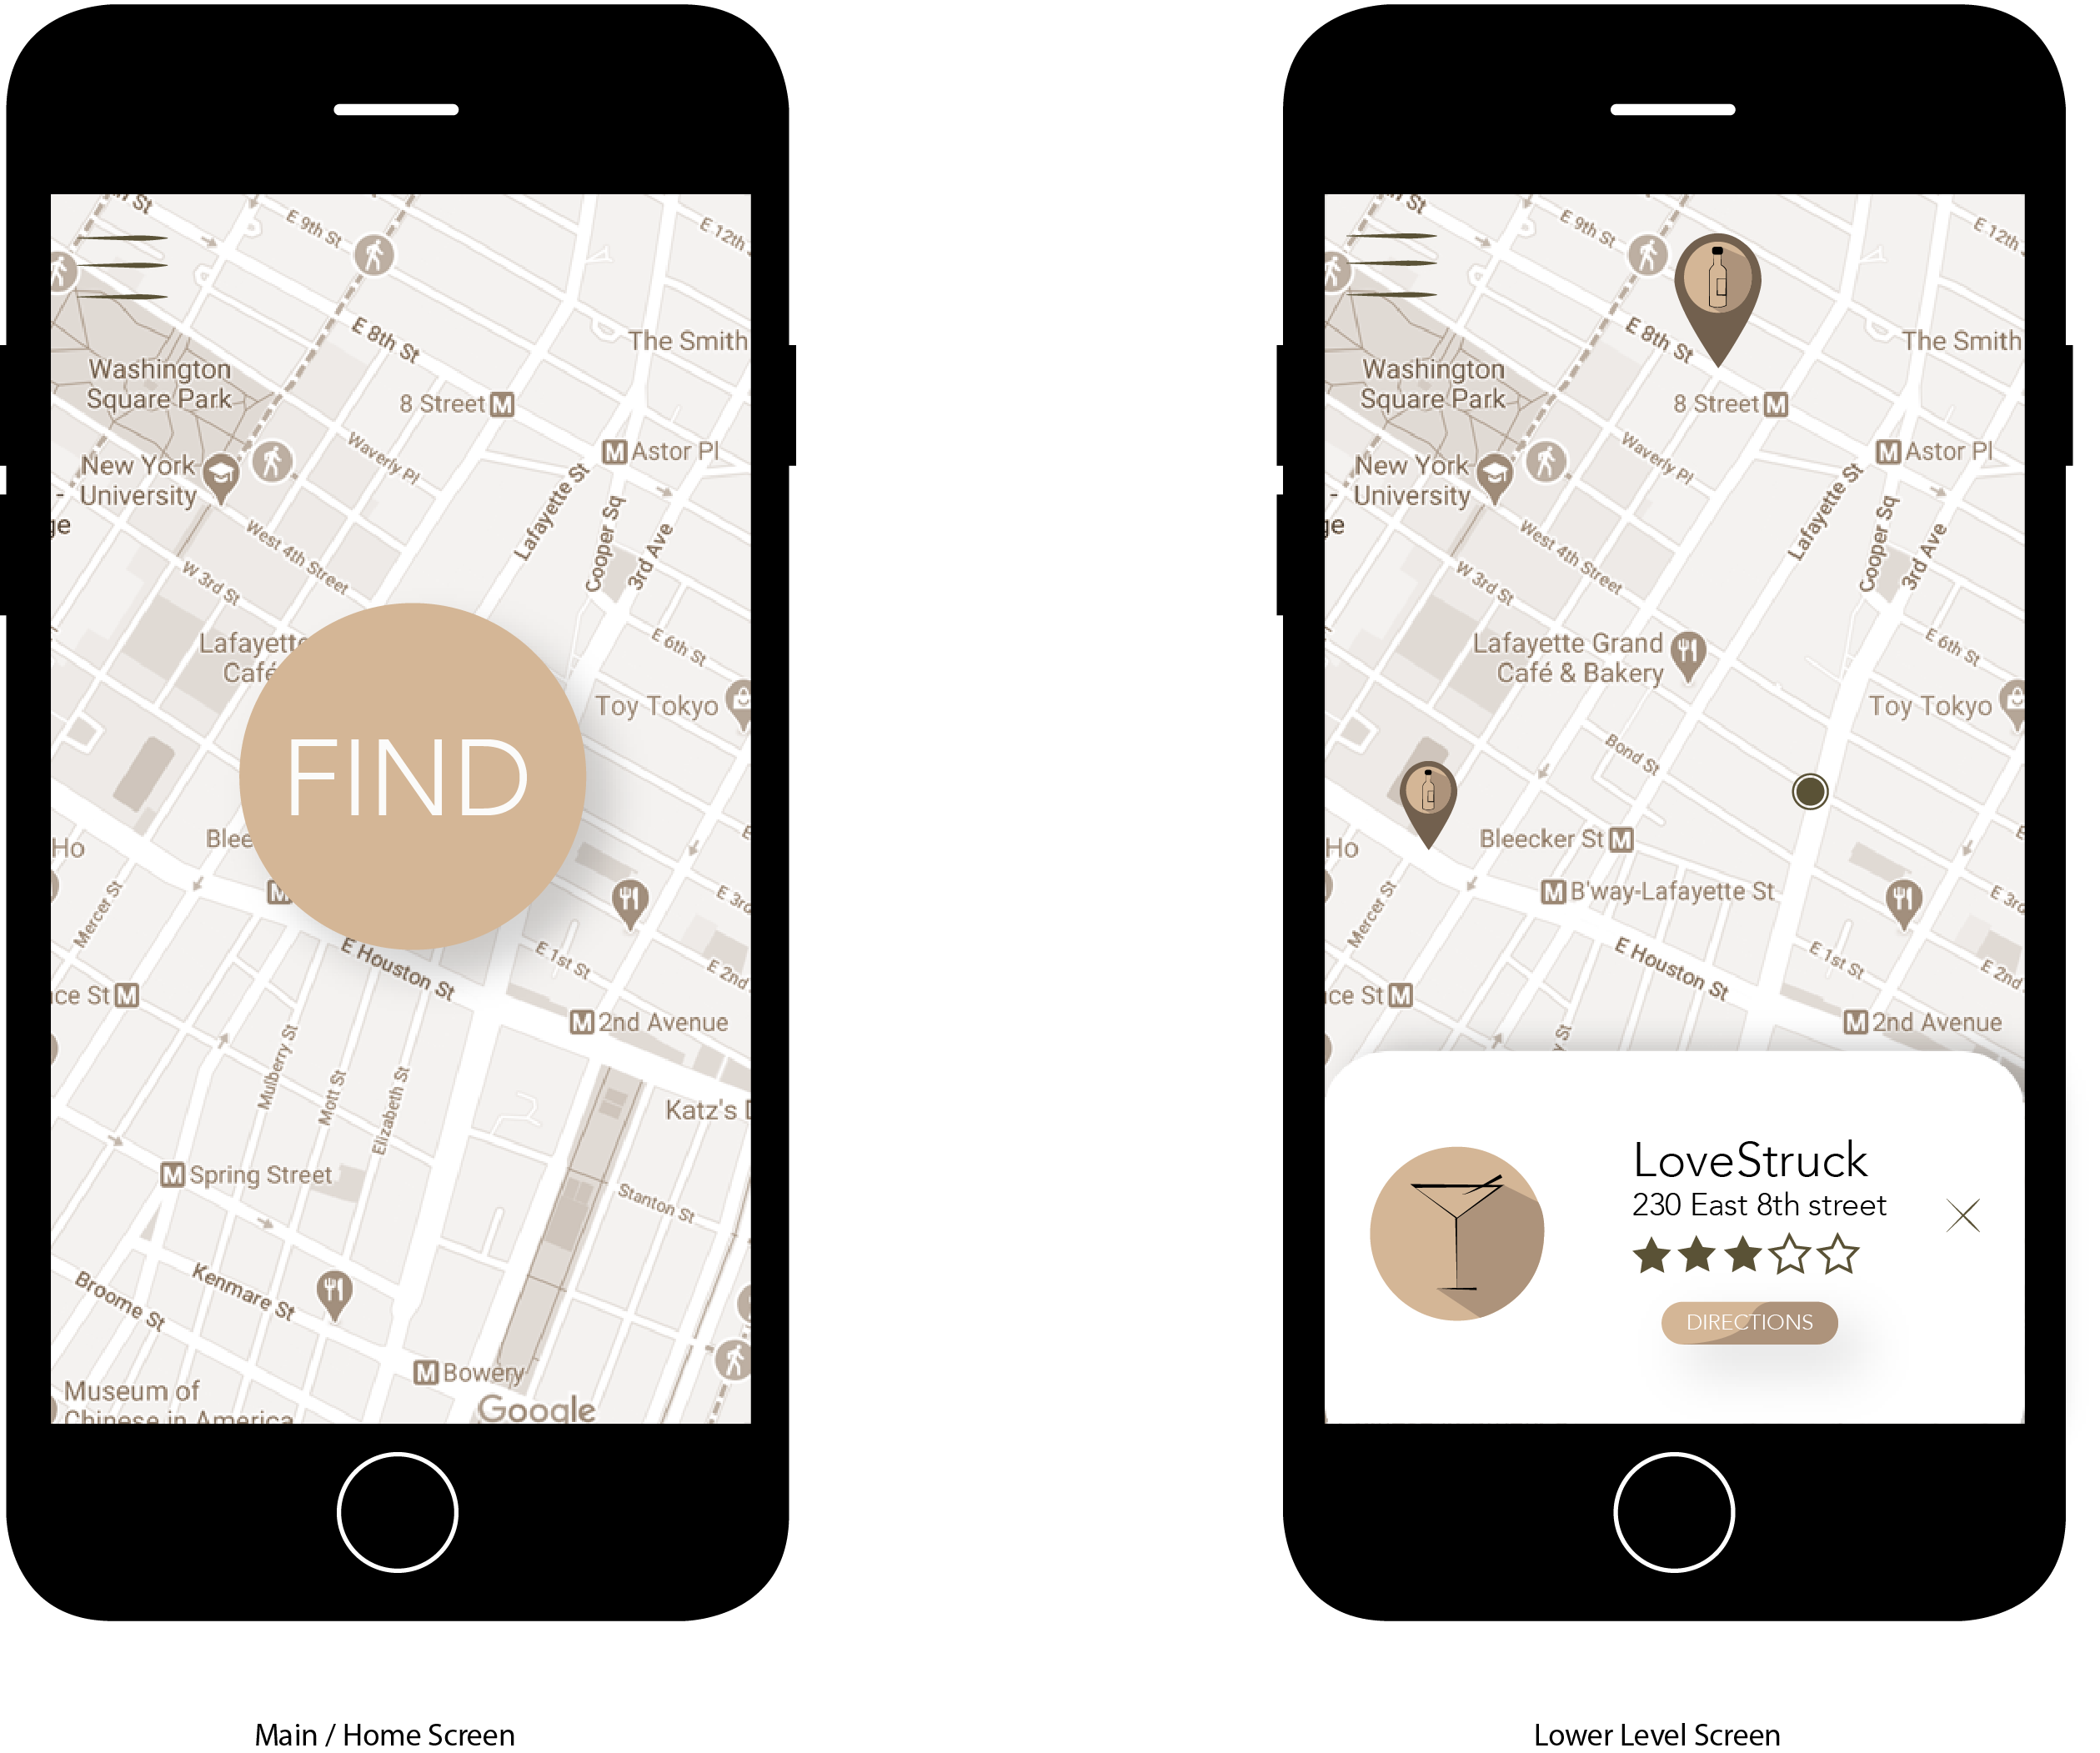 E 9th St
E 12th
E 8th St
The Smith
Washington
Square Park
8 Street M
M Astor Pl
Waverly Pl
New York
University
ge
West 4th Street
Lafayette St
Cooper Sq
3rd Ave
W 3rd St
E 6th St
Lafayette
Café
Toy Tokyo
FIND
Blee
Ho
M
Mercer St
E 3rd
E Houston St
E 1st St
E 2nd
ce St M
M 2nd Avenue
Mulberry St
Mott St
Elizabeth St
Katz's
M Spring Street
Stanton St
Kenmare St
Broome St
M Bowery
Museum of
Chinese in America
Google
Main / Home Screen
E 9th St
E 12th
E 8th St
The Smith
Washington
Square Park
8 Street M
M Astor Pl
Waverly Pl
New York
University
ge
West 4th Street
Lafayette St
Cooper Sq
3rd Ave
W 3rd St
E 6th St
Lafayette Grand
Café & Bakery
Toy Tokyo
Bond St
Bleecker St M
Ho
M B'way-Lafayette St
Mercer St
E 3rd
E Houston St
E 1st St
E 2nd
ce St M
M 2nd Avenue
LoveStruck
230 East 8th street
DIRECTIONS
Lower Level Screen